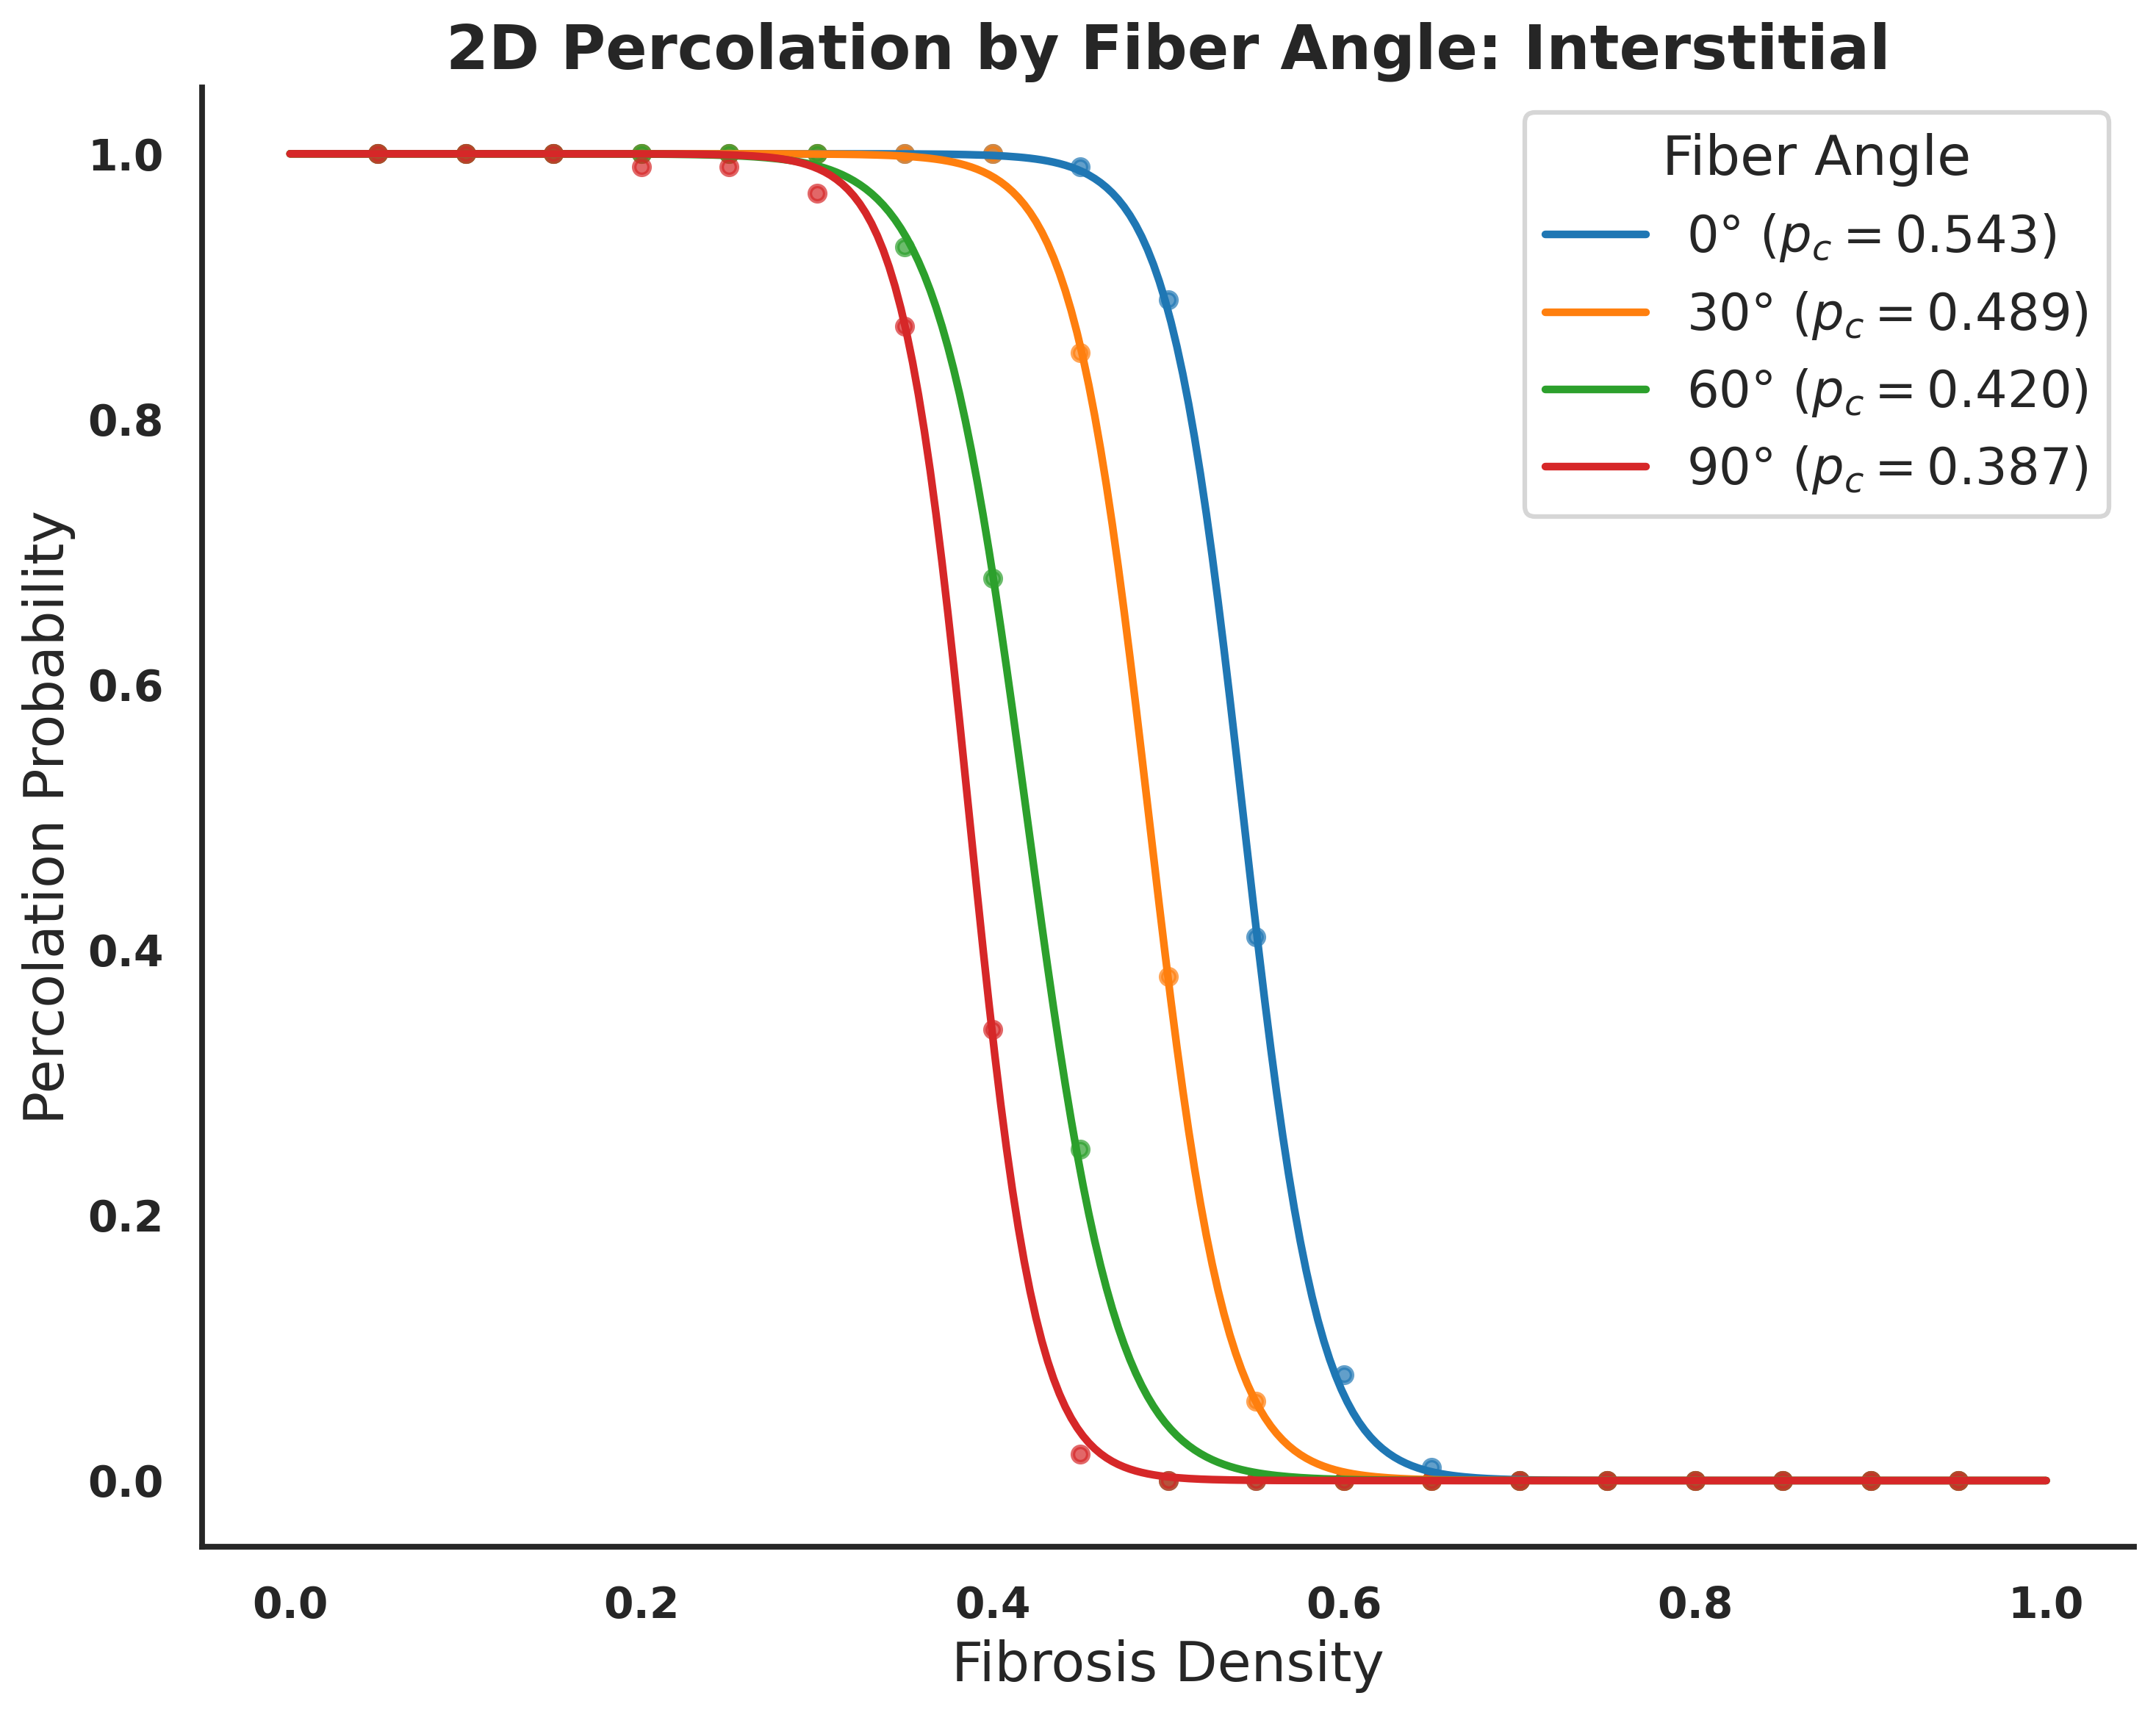 2D Percolation by Fiber Angle: Interstitial
Percolation Probability
1.0
0.8
0.6
0.4
0.2
0.0
Fiber Angle
0° (p_c = 0.543)
30° (p_c = 0.489)
60° (p_c = 0.420)
90° (p_c = 0.387)
0.0 0.2 0.4 0.6 0.8 1.0
Fibrosis Density